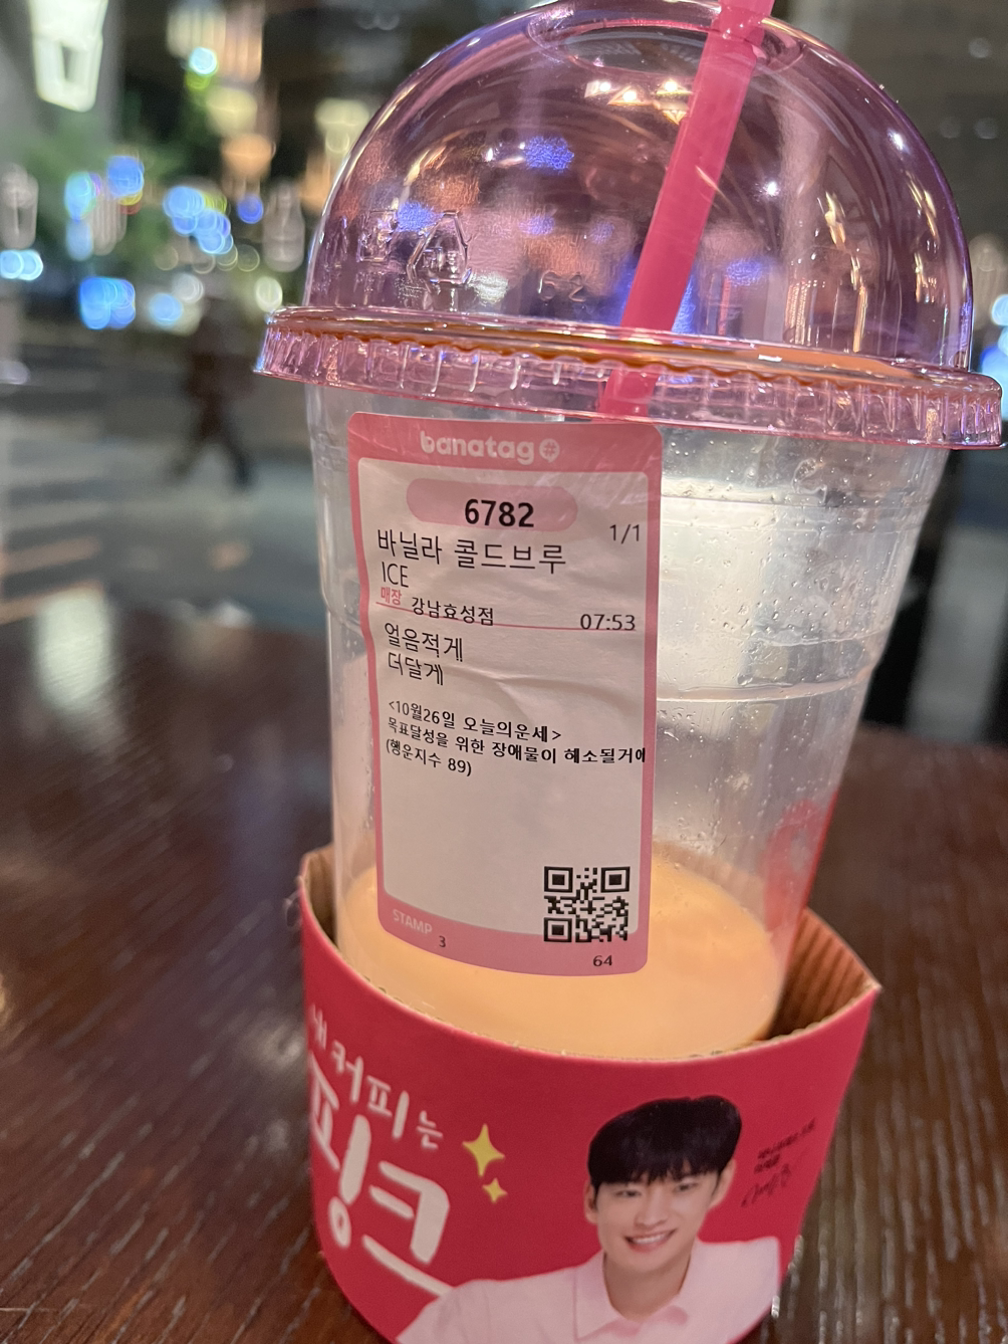 banatag
6782
1/1
바닐라 콜드브루
ICE
매장 강남효성점 07:53
얼음적게
더달게
<10월26일 오늘의운세>
목표달성을 위한 장애물이 해소될거에
(행운지수 89)
STAMP 3
64
내 커피는
핑크